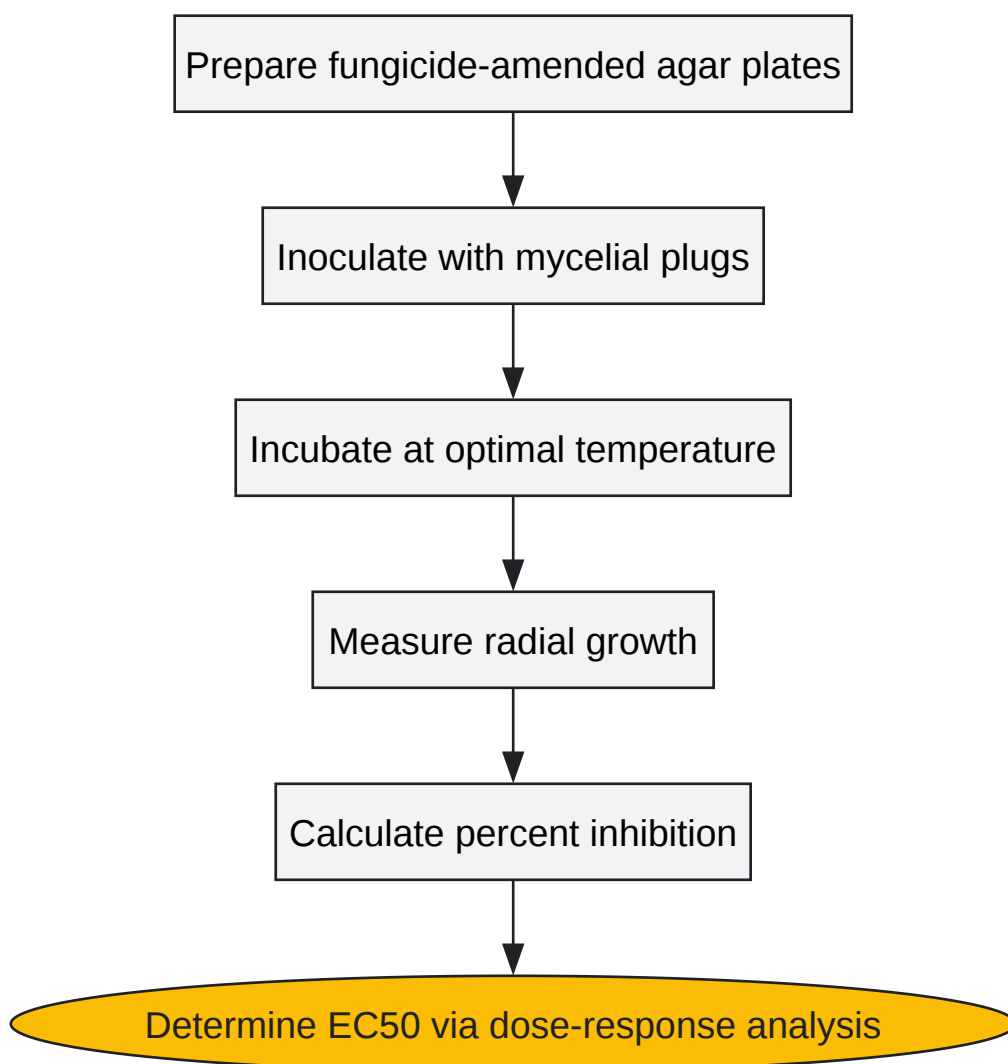 Prepare fungicide-amended agar plates
Inoculate with mycelial plugs
Incubate at optimal temperature
Measure radial growth
Calculate percent inhibition
Determine EC50 via dose-response analysis